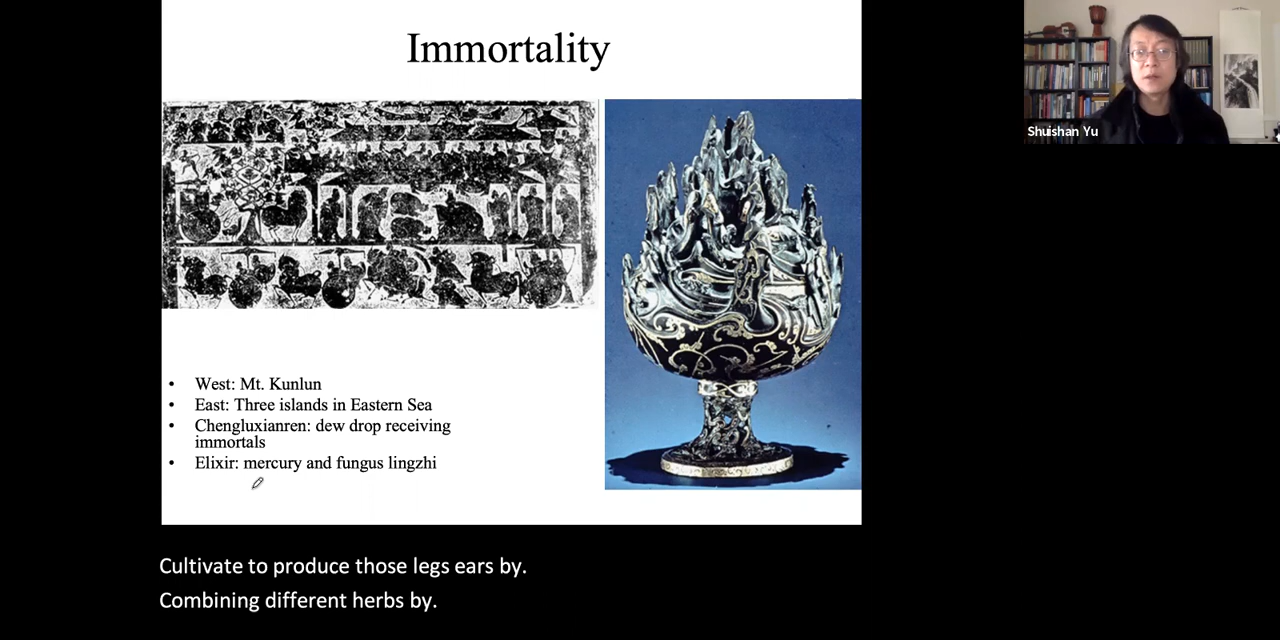 Immortality
Shuishan Yu
• West: Mt. Kunlun
• East: Three islands in Eastern Sea
• Chengluxianren: dew drop receiving
immortals
• Elixir: mercury and fungus lingzhi
Cultivate to produce those legs ears by.
Combining different herbs by.